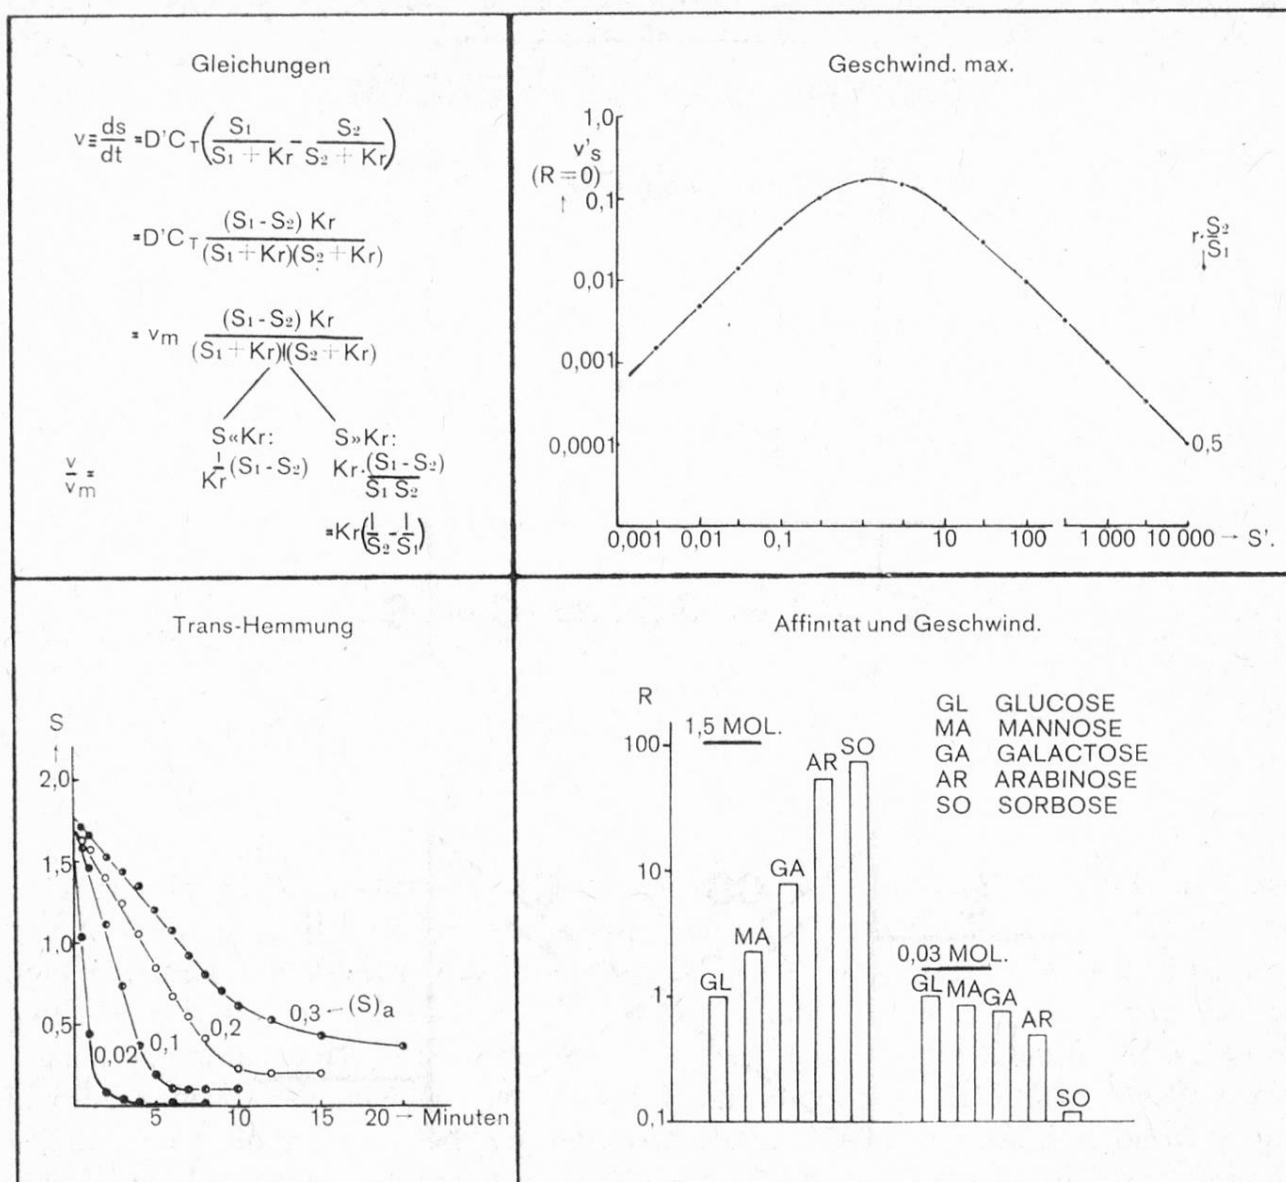 Gleichungen
v ≡ ds/dt = D'C_T (S₁/(S₁ + Kr) - S₂/(S₂ + Kr))
= D'C_T (S₁ - S₂) Kr/((S₁ + Kr)(S₂ + Kr))
= v_m (S₁ - S₂) Kr/((S₁ + Kr)(S₂ + Kr))
S«Kr: S»Kr:
v/v_m = 1/Kr (S₁ - S₂) Kr · (S₁ - S₂)/(S₁ S₂)
= Kr (1/S₂ - 1/S₁)
Geschwind. max.
1,0
v's
(R=0)
↑ 0,1
0,01
0,001
0,0001
r · S₂/S₁
↓
0,5
0,001 0,01 0,1 10 100 1 000 10 000 → S'.
Trans-Hemmung
S
↑
2,0
1,5
1,0
0,5
0,02 0,1 0,2 0,3 ← (S)a
5 10 15 20 → Minuten
Affinitat und Geschwind.
R
100
10
1
0,1
1,5 MOL.
GL MA GA AR SO
0,03 MOL.
GL MA GA AR SO
GL GLUCOSE
MA MANNOSE
GA GALACTOSE
AR ARABINOSE
SO SORBOSE